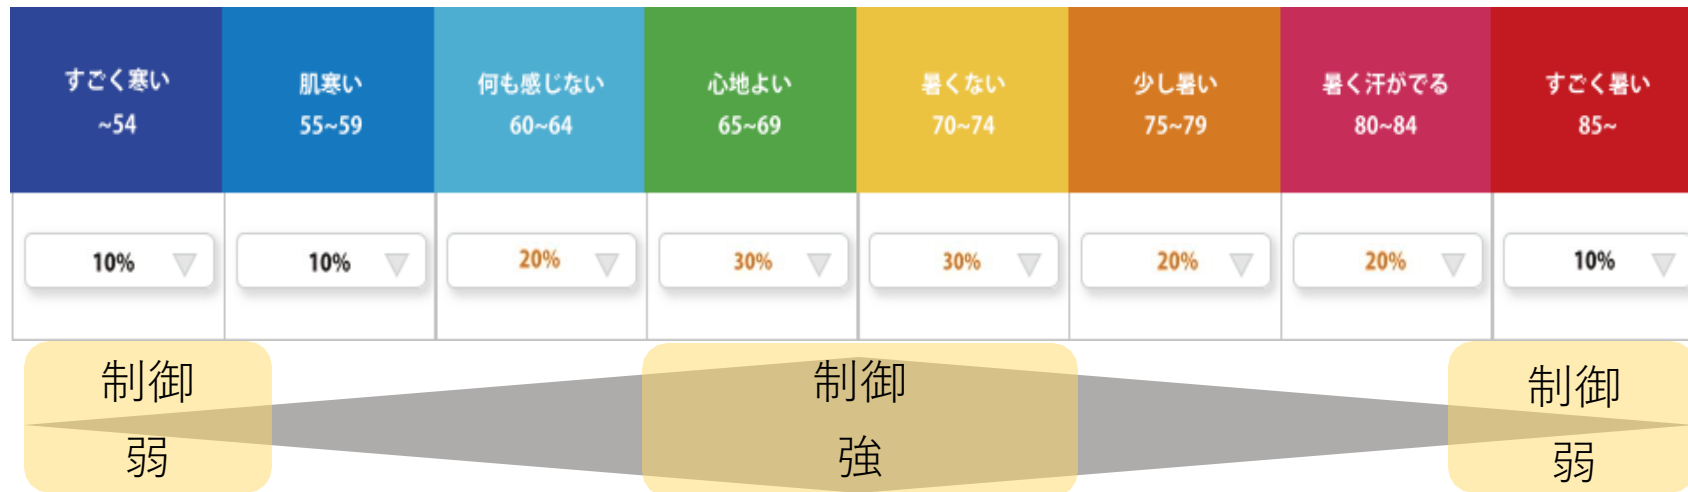 すごく寒い
~54
肌寒い
55~59
何も感じない
60~64
心地よい
65~69
暑くない
70~74
少し暑い
75~79
暑く汗がでる
80~84
すごく暑い
85~
10%
10%
20%
30%
30%
20%
20%
10%
制御
弱
制御
強
制御
弱